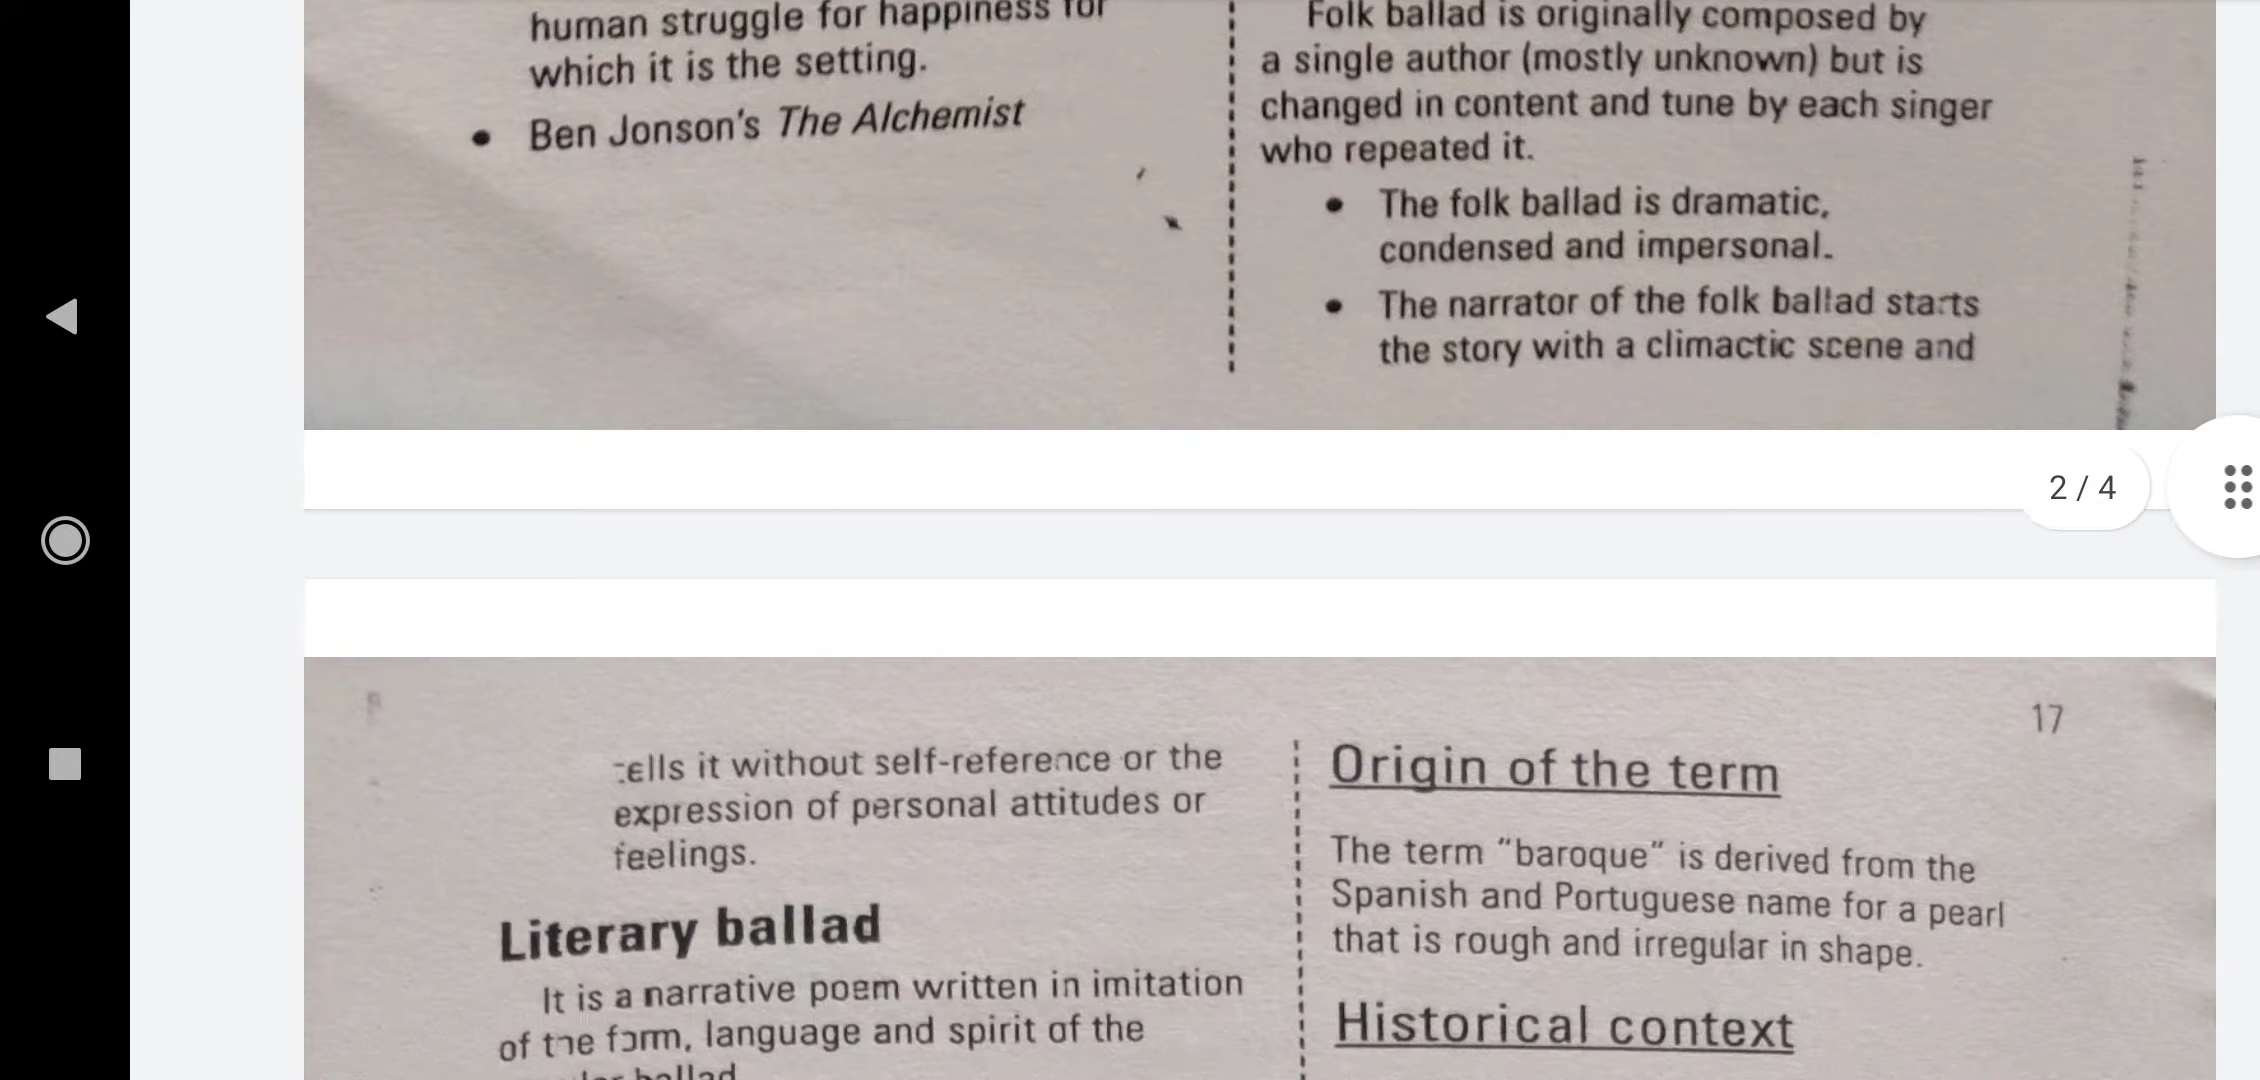 human struggle for happiness for
which it is the setting.
• Ben Jonson's The Alchemist
Folk ballad is originally composed by
a single author (mostly unknown) but is
changed in content and tune by each singer
who repeated it.
• The folk ballad is dramatic,
condensed and impersonal.
• The narrator of the folk ballad starts
the story with a climactic scene and
2 / 4
17
tells it without self-reference or the
expression of personal attitudes or
feelings.
Literary ballad
It is a narrative poem written in imitation
of the form, language and spirit of the
ballad
Origin of the term
The term "baroque" is derived from the
Spanish and Portuguese name for a pearl
that is rough and irregular in shape.
Historical context